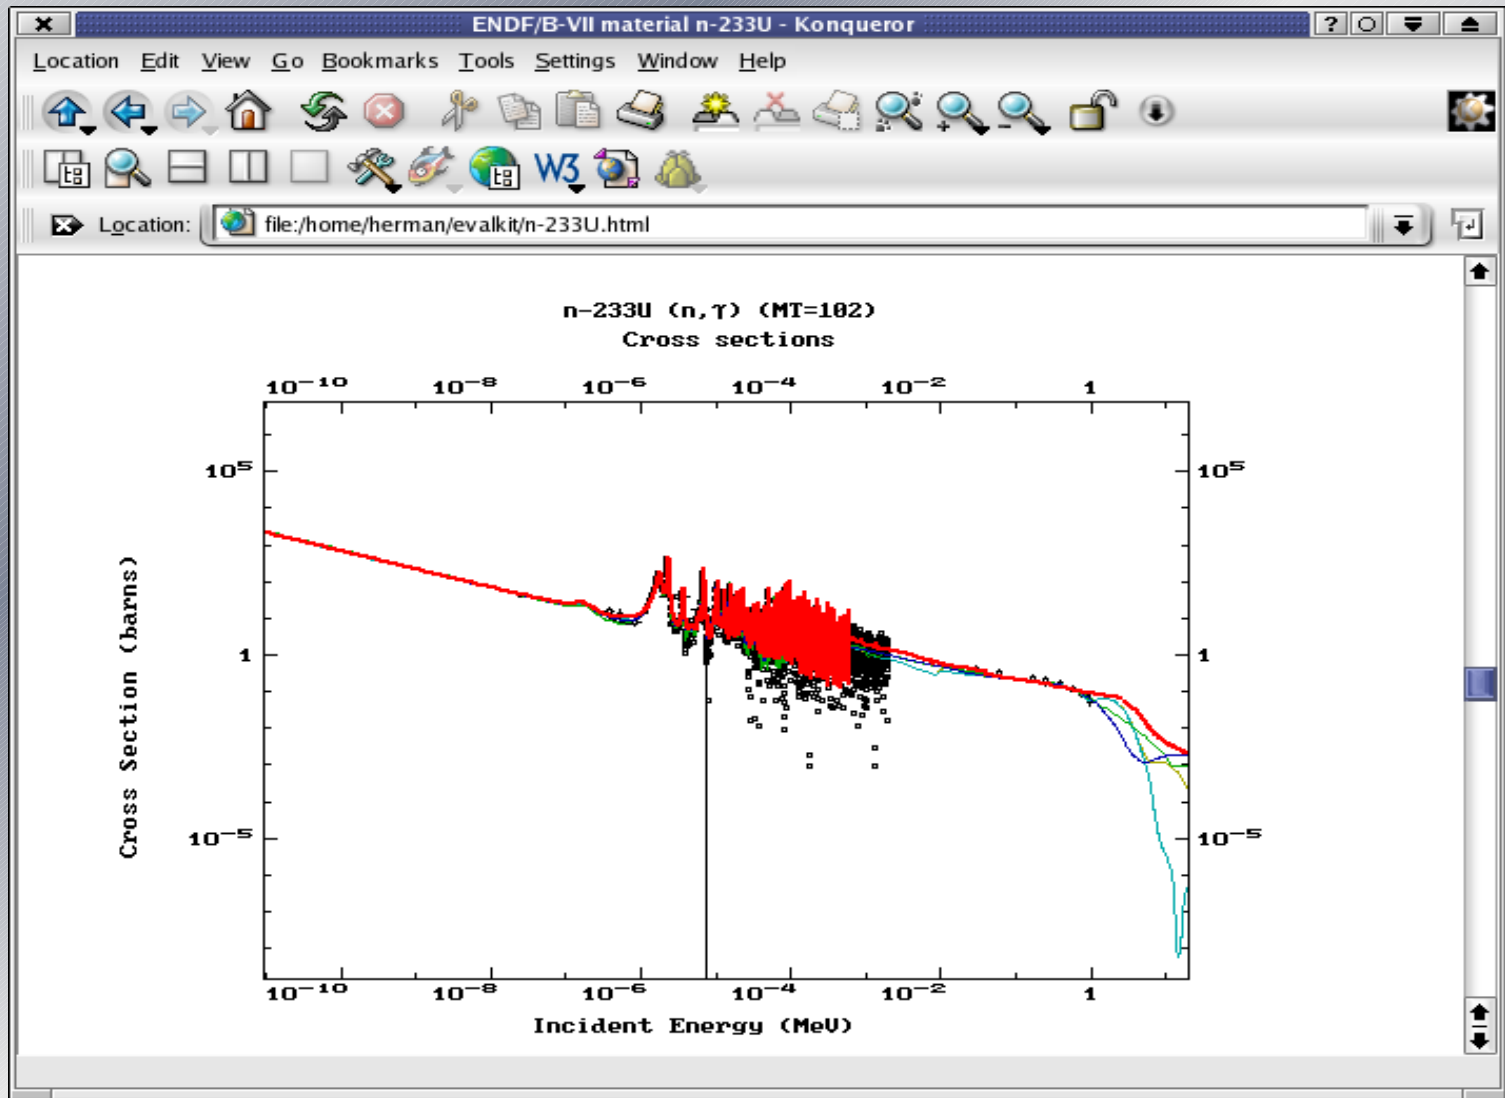 ENDF/B-VII material n-233U - Konqueror
?
Location Edit View Go Bookmarks Tools Settings Window Help
W3
Location: file:/home/herman/evalkit/n-233U.html
n-233U (n,γ) (MT=102)
Cross sections
10⁻¹⁰ 10⁻⁸ 10⁻⁶ 10⁻⁴ 10⁻² 1
10⁵ 10⁵
1 1
10⁻⁵ 10⁻⁵
Cross Section (barns)
10⁻¹⁰ 10⁻⁸ 10⁻⁶ 10⁻⁴ 10⁻² 1
Incident Energy (MeV)